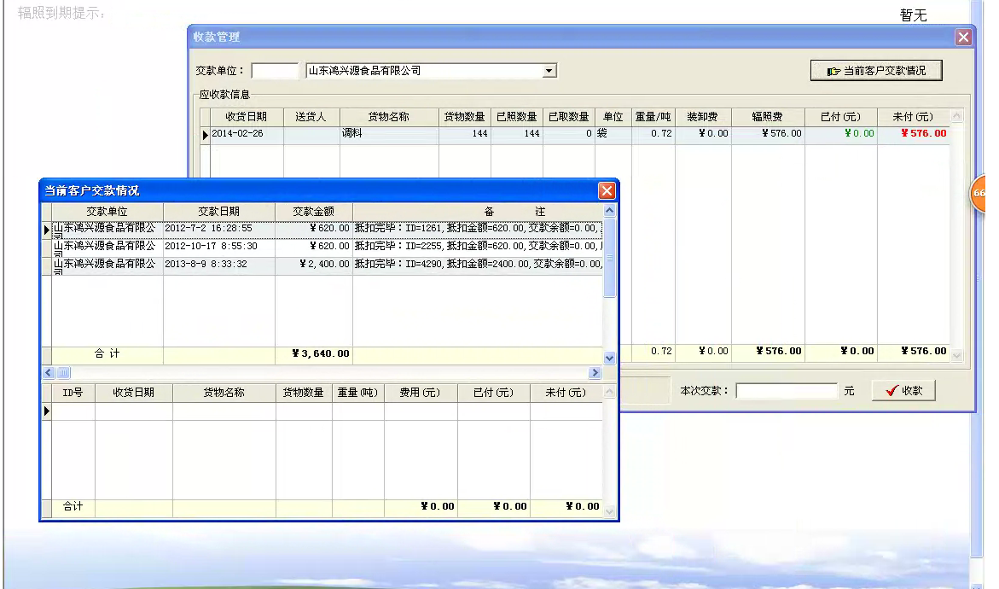 辐照到期提示：
暂无
收款管理
交款单位： 山东鸿兴源食品有限公司 当前客户交款情况
应收款信息
收货日期 送货人 货物名称 货物数量 已照数量 已取数量 单位 重量/吨 装卸费 辐照费 已付(元) 未付(元)
2014-02-26 调料 144 144 0 袋 0.72 ¥0.00 ¥576.00 ¥0.00 ¥576.00
0.72 ¥0.00 ¥576.00 ¥0.00 ¥576.00
本次交款： 元 收款
当前客户交款情况
交款单位 交款日期 交款金额 备 注
山东鸿兴源食品有限公司 2012-7-2 16:28:55 ¥620.00 抵扣完毕：ID=1261,抵扣金额=620.00,交款余额=0.00,
山东鸿兴源食品有限公司 2012-10-17 8:55:30 ¥620.00 抵扣完毕：ID=2255,抵扣金额=620.00,交款余额=0.00,
山东鸿兴源食品有限公司 2013-8-9 8:33:32 ¥2,400.00 抵扣完毕：ID=4290,抵扣金额=2400.00,交款余额=0.00,
合 计 ¥3,640.00
ID号 收货日期 货物名称 货物数量 重量(吨) 费用(元) 已付(元) 未付(元)
合计 ¥0.00 ¥0.00 ¥0.00
66